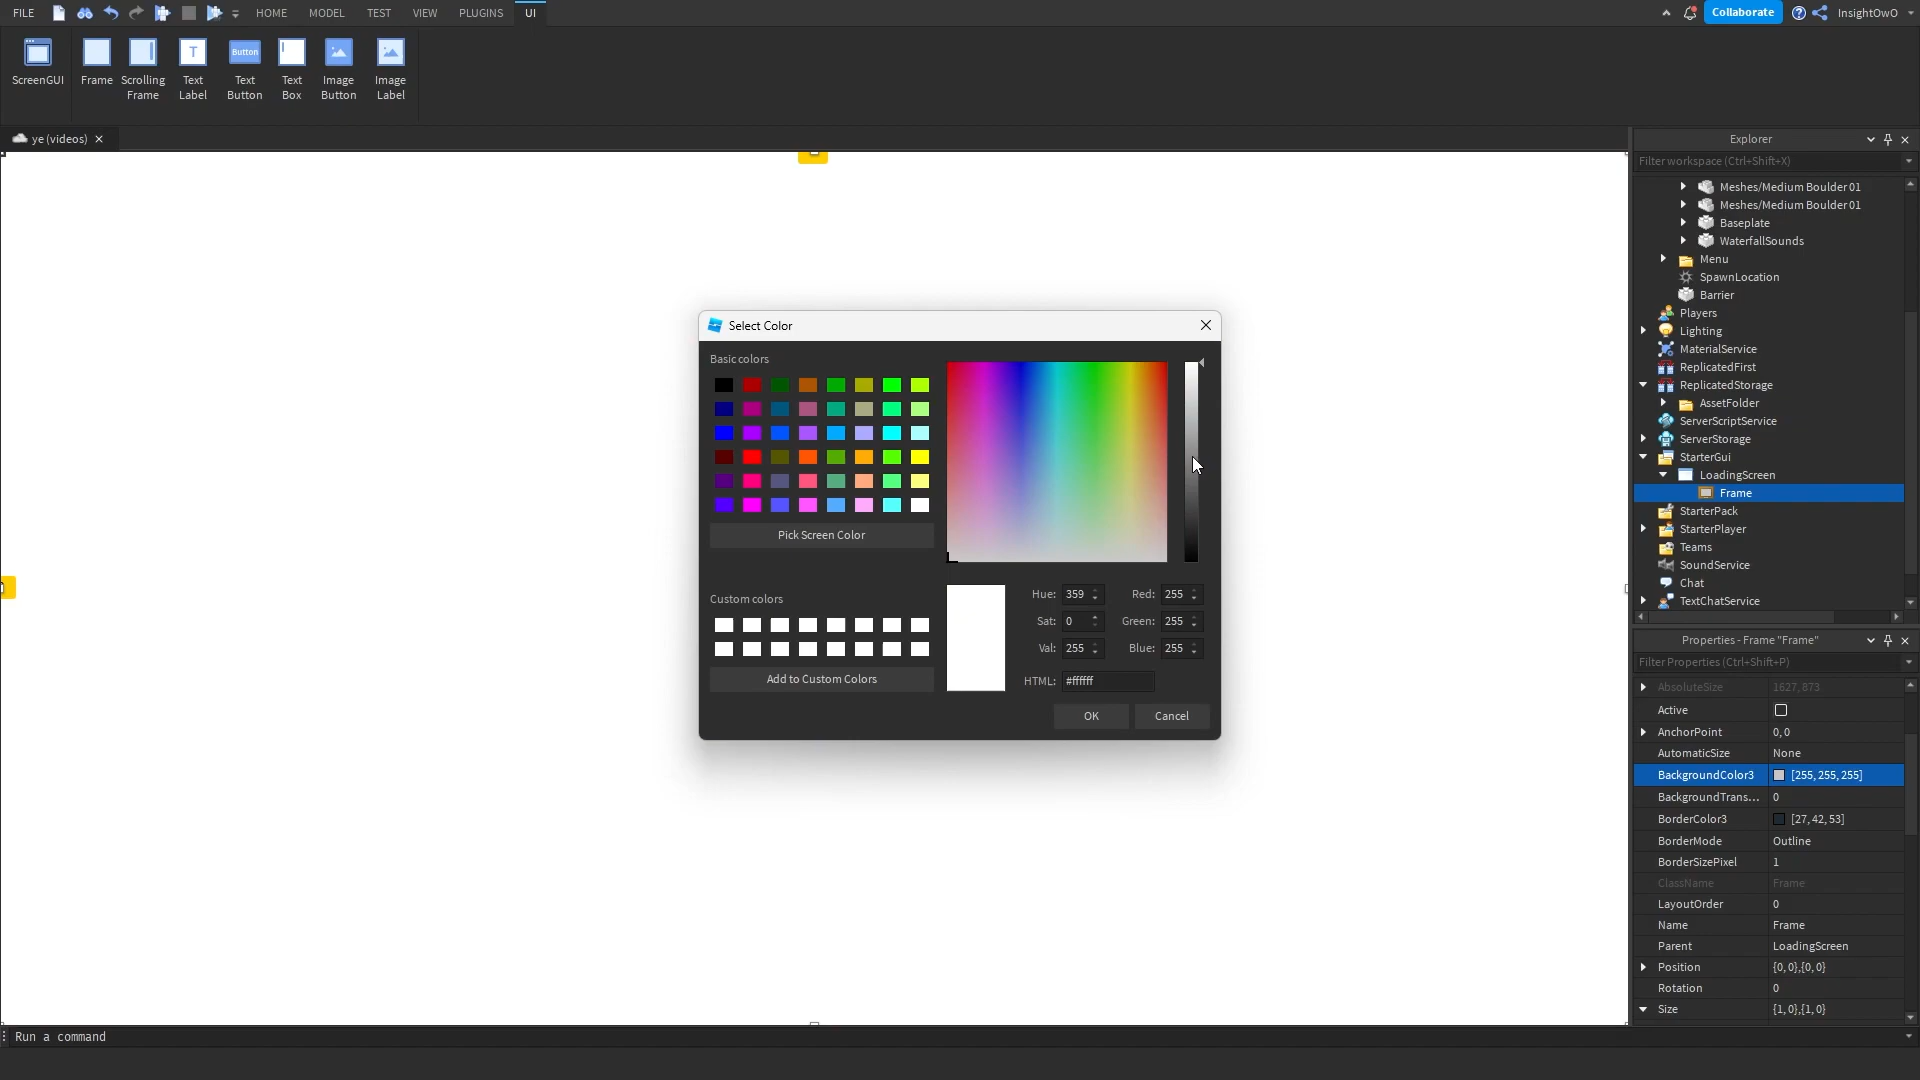 FILE
HOME
MODEL
TEST
VIEW
PLUGINS
UI
Collaborate
InsightOwO
ScreenGUI
Frame
Scrolling
Frame
Text
Label
Button
Text
Button
Text
Box
Image
Button
Image
Label
ye (videos)
Select Color
Basic colors
Pick Screen Color
Custom colors
Add to Custom Colors
Hue: 359
Red: 255
Sat: 0
Green: 255
Val: 255
Blue: 255
HTML: #ffffff
OK
Cancel
Explorer
Filter workspace (Ctrl+Shift+X)
Meshes/Medium Boulder 01
Meshes/Medium Boulder 01
Baseplate
WaterfallSounds
Menu
SpawnLocation
Barrier
Players
Lighting
MaterialService
ReplicatedFirst
ReplicatedStorage
AssetFolder
ServerScriptService
ServerStorage
StarterGui
LoadingScreen
Frame
StarterPack
StarterPlayer
Teams
SoundService
Chat
TextChatService
Properties - Frame "Frame"
Filter Properties (Ctrl+Shift+P)
AbsoluteSize 1627, 873
Active
AnchorPoint 0, 0
AutomaticSize None
BackgroundColor3 [255, 255, 255]
BackgroundTrans... 0
BorderColor3 [27, 42, 53]
BorderMode Outline
BorderSizePixel 1
ClassName Frame
LayoutOrder 0
Name Frame
Parent LoadingScreen
Position {0, 0},{0, 0}
Rotation 0
Size {1, 0},{1, 0}
Run a command